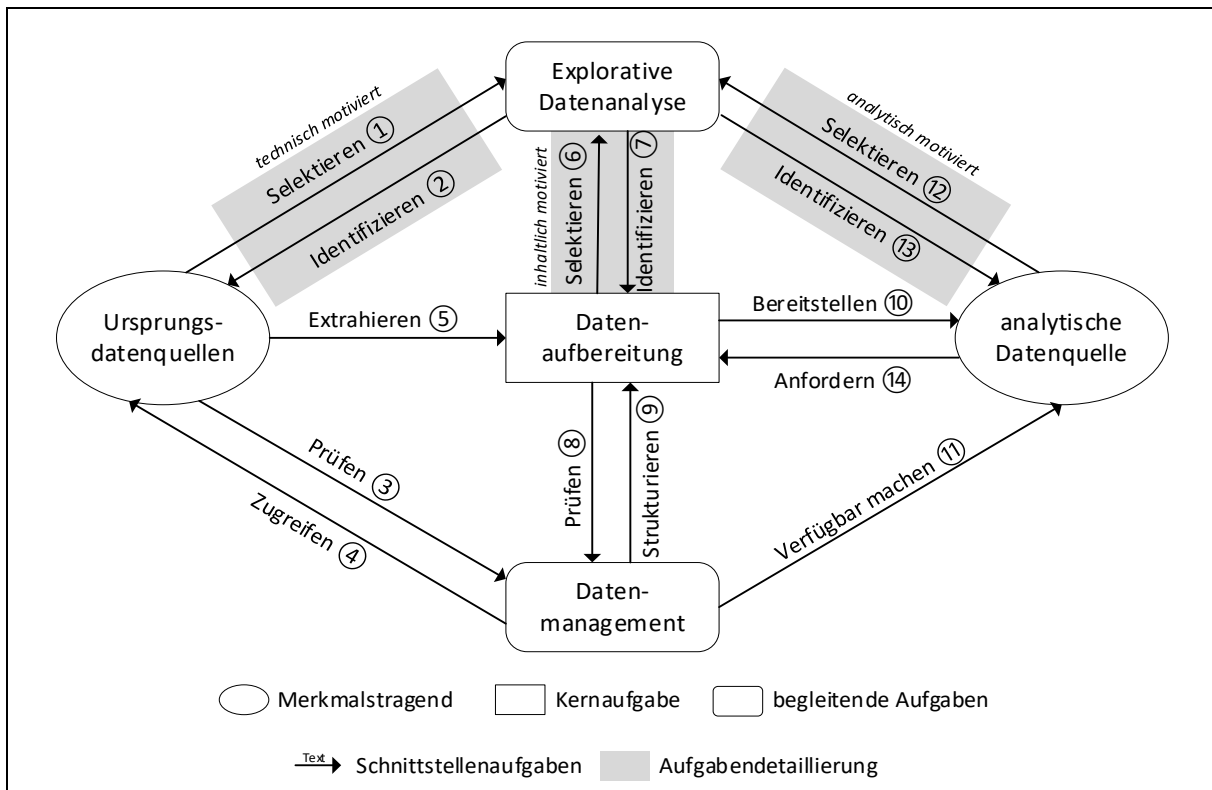 Explorative
Datenanalyse
technisch motiviert
Selektieren ①
Identifizieren ②
inhaltlich motiviert
Selektieren ⑥
Identifizieren ⑦
analytisch motiviert
Selektieren ⑫
Identifizieren ⑬
Ursprungs-
datenquellen
Extrahieren ⑤
Daten-
aufbereitung
Bereitstellen ⑩
Anfordern ⑭
analytische
Datenquelle
Prüfen ③
Zugreifen ④
Prüfen ⑧
Strukturieren ⑨
Verfügbar machen ⑪
Daten-
management
Merkmalstragend
Kernaufgabe
begleitende Aufgaben
Text
Schnittstellenaufgaben
Aufgabendetaillierung